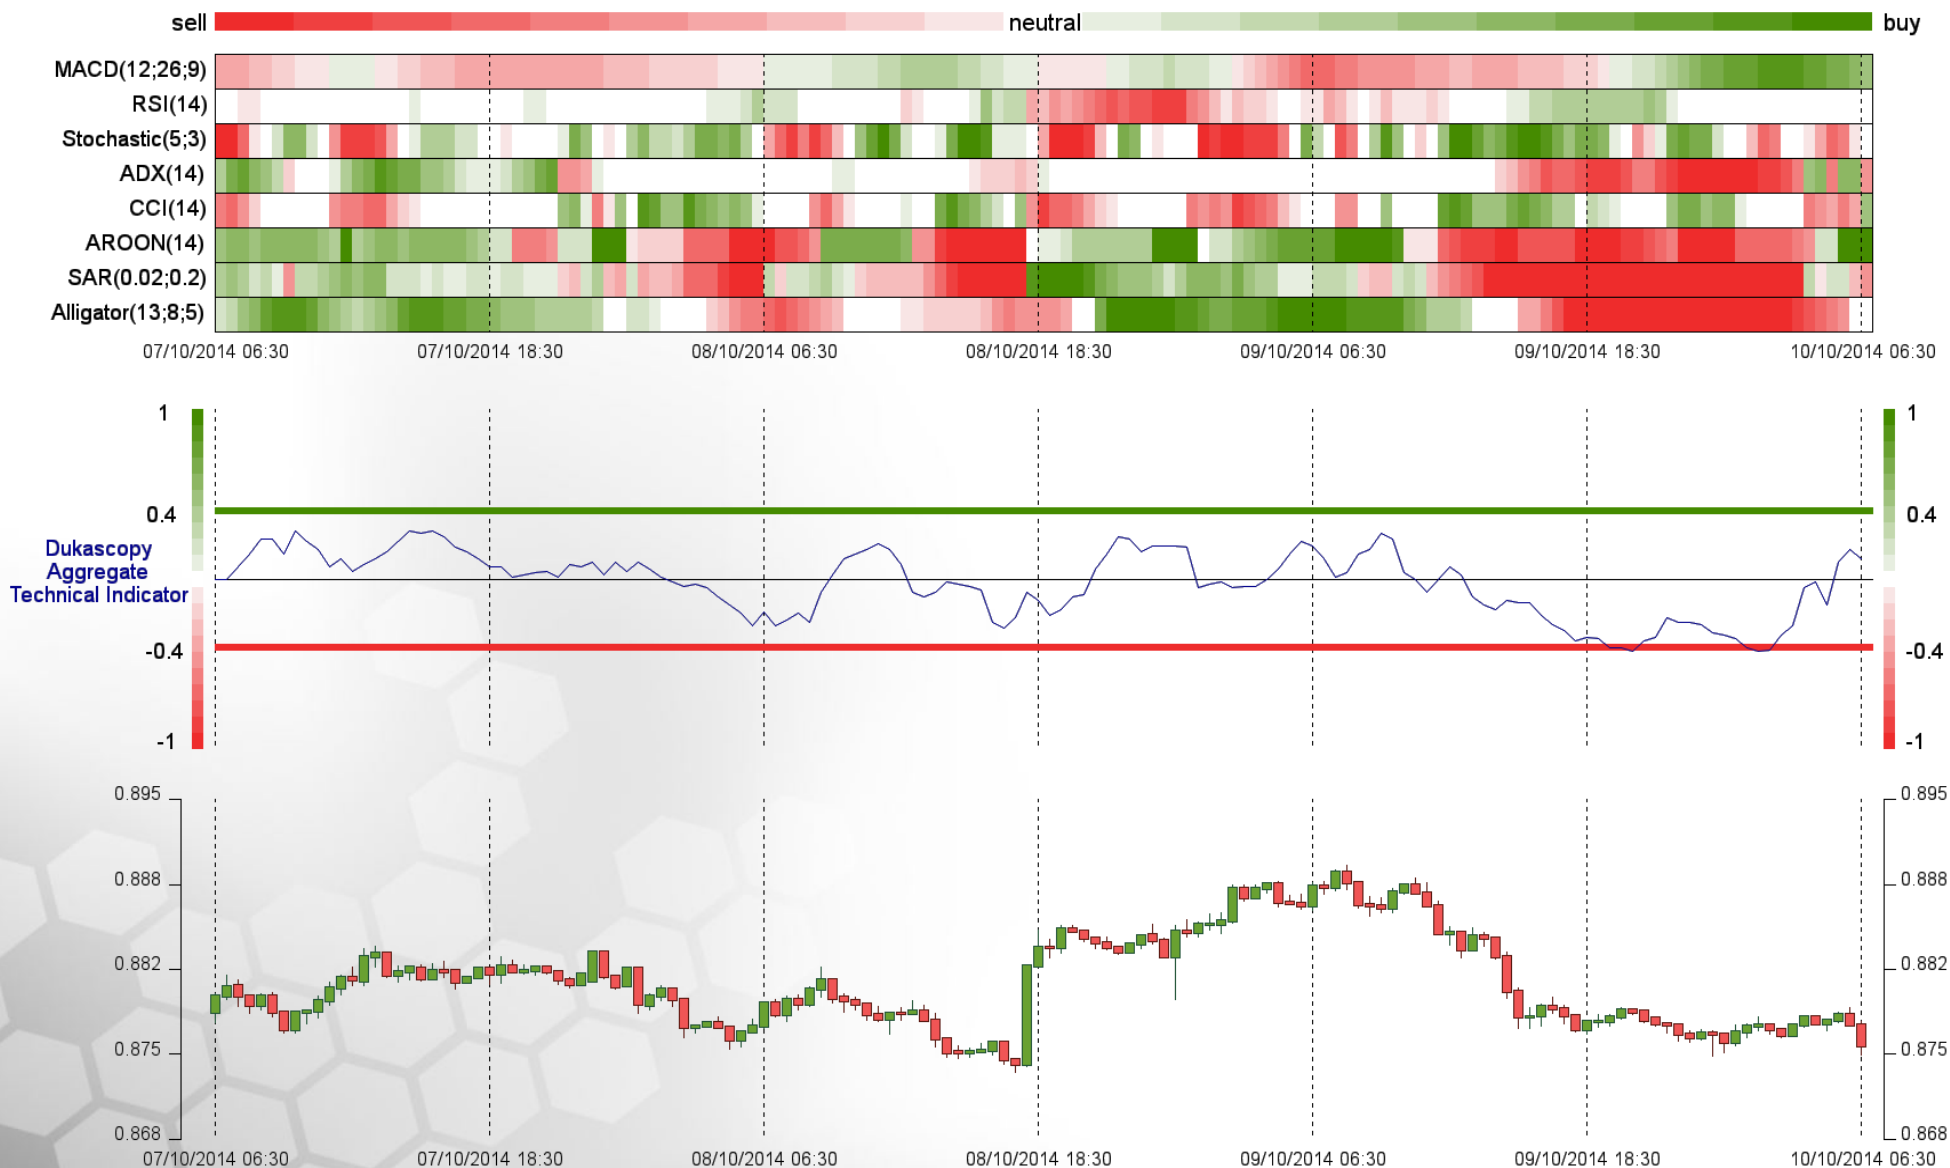 sell neutral buy
MACD(12;26;9)
RSI(14)
Stochastic(5;3)
ADX(14)
CCI(14)
AROON(14)
SAR(0.02;0.2)
Alligator(13;8;5)
07/10/2014 06:30 07/10/2014 18:30 08/10/2014 06:30 08/10/2014 18:30 09/10/2014 06:30 09/10/2014 18:30 10/10/2014 06:30
1 1
0.4 0.4
Dukascopy
Aggregate
Technical Indicator
-0.4 -0.4
-1 -1
0.895 0.895
0.888 0.888
0.882 0.882
0.875 0.875
0.868 0.868
07/10/2014 06:30 07/10/2014 18:30 08/10/2014 06:30 08/10/2014 18:30 09/10/2014 06:30 09/10/2014 18:30 10/10/2014 06:30